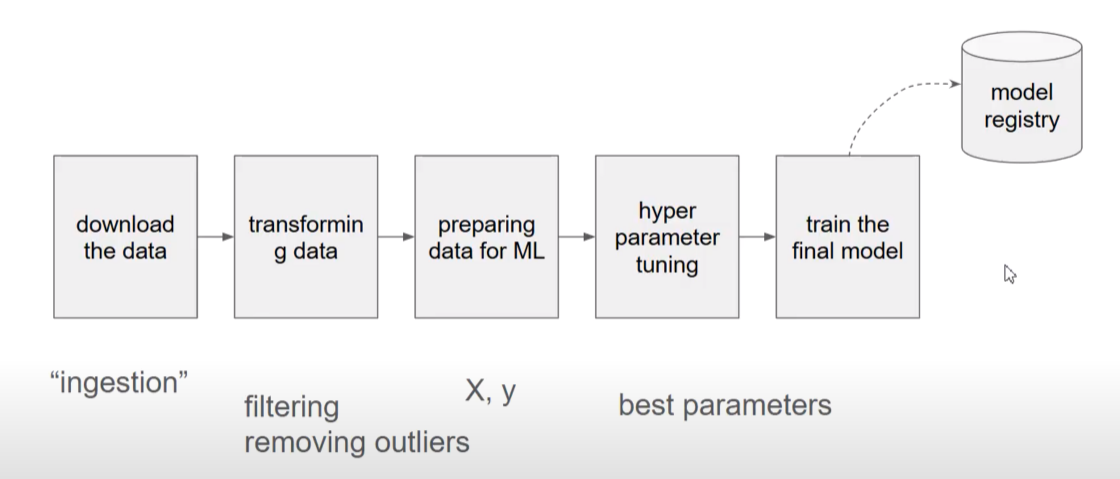 model
registry
download
the data
transformin
g data
preparing
data for ML
hyper
parameter
tuning
train the
final model
“ingestion”
filtering
removing outliers
X, y
best parameters